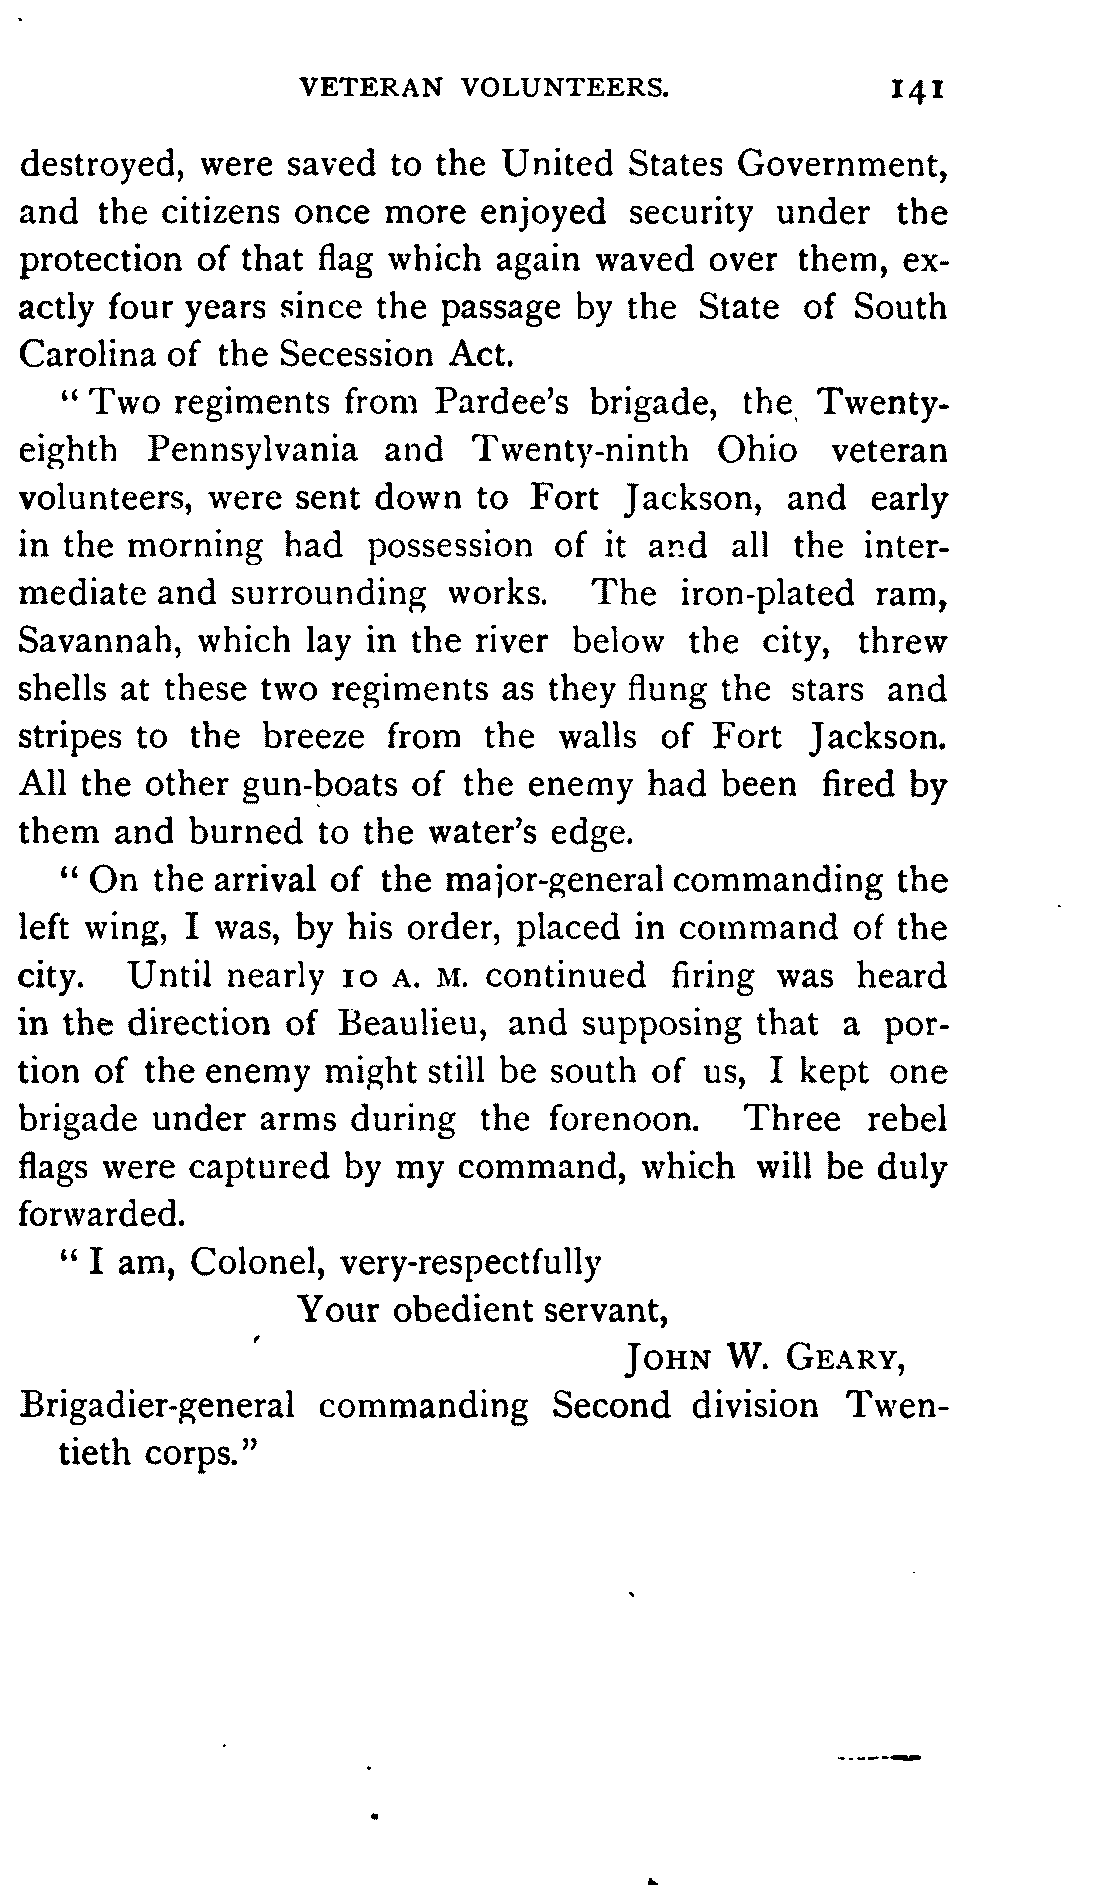 VETERAN VOLUNTEERS. 141
destroyed, were saved to the United States Government,
and the citizens once more enjoyed security under the
protection of that flag which again waved over them, ex-
actly four years since the passage by the State of South
Carolina of the Secession Act.
“ Two regiments from Pardee's brigade, the Twenty-
eighth Pennsylvania and Twenty-ninth Ohio veteran
volunteers, were sent down to Fort Jackson, and early
in the morning had possession of it and all the inter-
mediate and surrounding works. The iron-plated ram,
Savannah, which lay in the river below the city, threw
shells at these two regiments as they flung the stars and
stripes to the breeze from the walls of Fort Jackson.
All the other gun-boats of the enemy had been fired by
them and burned to the water's edge.
“ On the arrival of the major-general commanding the
left wing, I was, by his order, placed in command of the
city. Until nearly 10 A. M. continued firing was heard
in the direction of Beaulieu, and supposing that a por-
tion of the enemy might still be south of us, I kept one
brigade under arms during the forenoon. Three rebel
flags were captured by my command, which will be duly
forwarded.
“ I am, Colonel, very-respectfully
Your obedient servant,
JOHN W. GEARY,
Brigadier-general commanding Second division Twen-
tieth corps.”